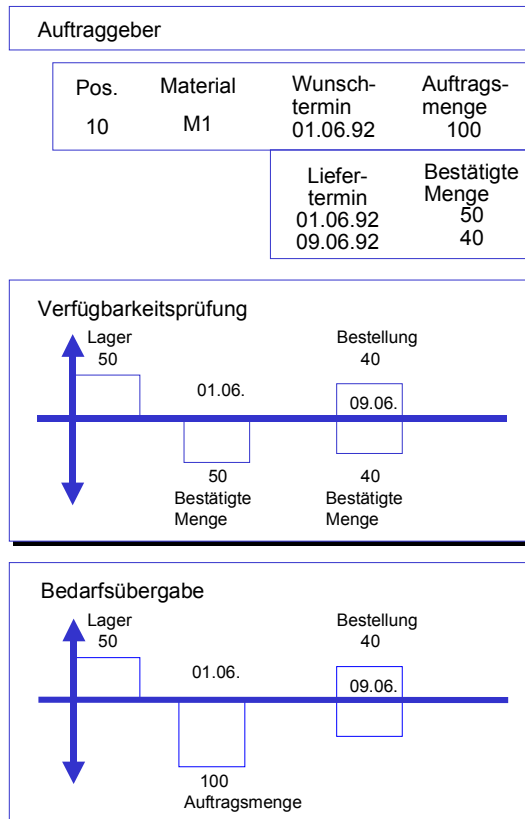 Auftraggeber
Pos. Material Wunsch- Auftrags-
termin menge
10 M1 01.06.92 100
Liefer- Bestätigte
termin Menge
01.06.92 50
09.06.92 40
Verfügbarkeitsprüfung
Lager Bestellung
50 40
01.06. 09.06.
50 40
Bestätigte Bestätigte
Menge Menge
Bedarfsübergabe
Lager Bestellung
50 40
01.06. 09.06.
100
Auftragsmenge